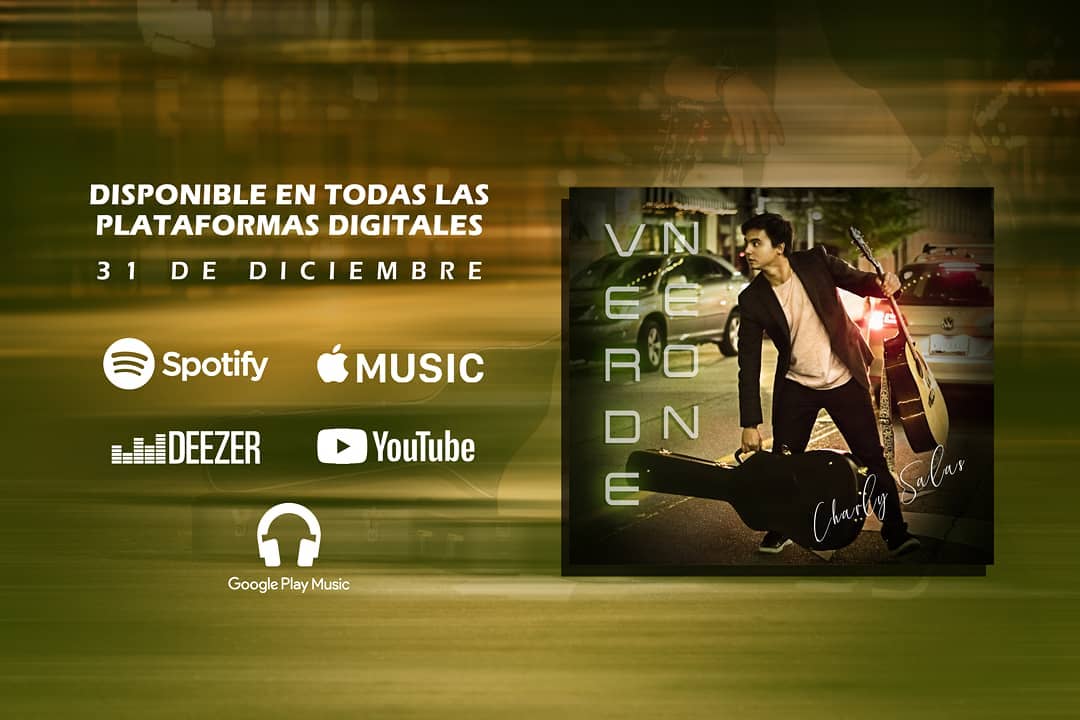 DISPONIBLE EN TODAS LAS
PLATAFORMAS DIGITALES
31 DE DICIEMBRE
Spotify
MUSIC
DEEZER
YouTube
Google Play Music
VERDE
NEÓN
Charly Salas